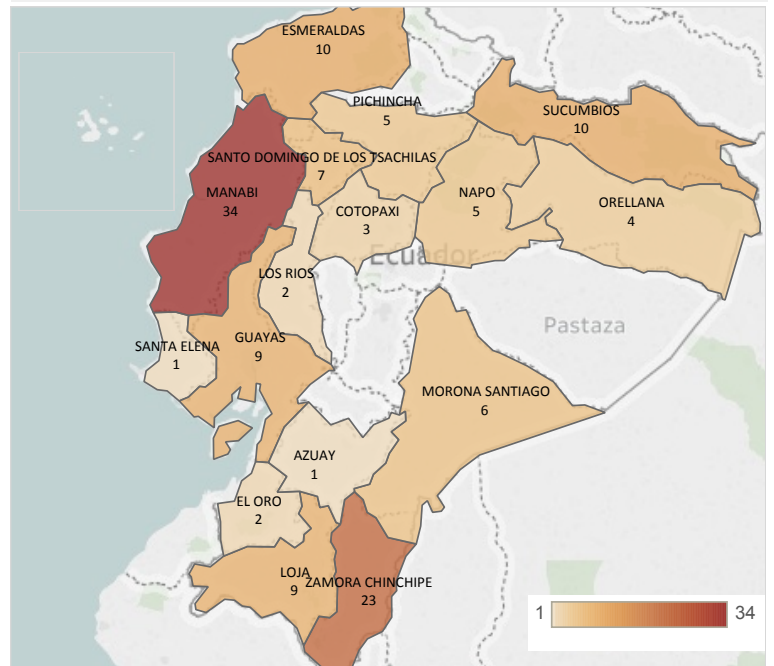 ESMERALDAS
10
PICHINCHA
5
SUCUMBIOS
10
SANTO DOMINGO DE LOS TSACHILAS
7
MANABI
34
COTOPAXI
3
NAPO
5
ORELLANA
4
Ecuador
LOS RIOS
2
Pastaza
SANTA ELENA
1
GUAYAS
9
MORONA SANTIAGO
6
AZUAY
1
EL ORO
2
LOJA
9
ZAMORA CHINCHIPE
23
1 34